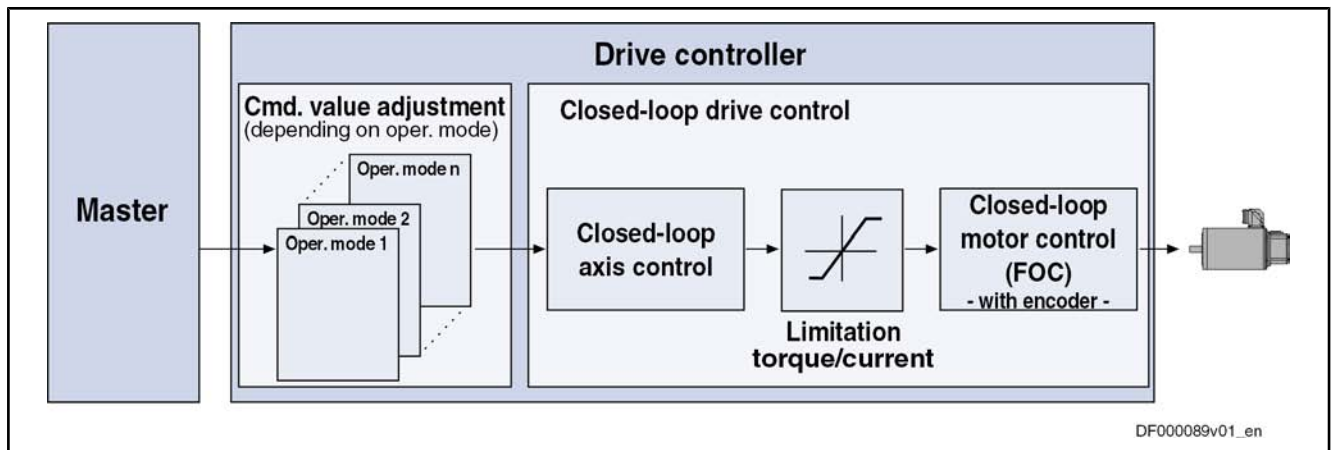 Drive controller
Master
Cmd. value adjustment
(depending on oper. mode)
Oper. mode n
Oper. mode 2
Oper. mode 1
Closed-loop drive control
Closed-loop
axis control
Limitation
torque/current
Closed-loop
motor control
(FOC)
- with encoder -
DF000089v01_en